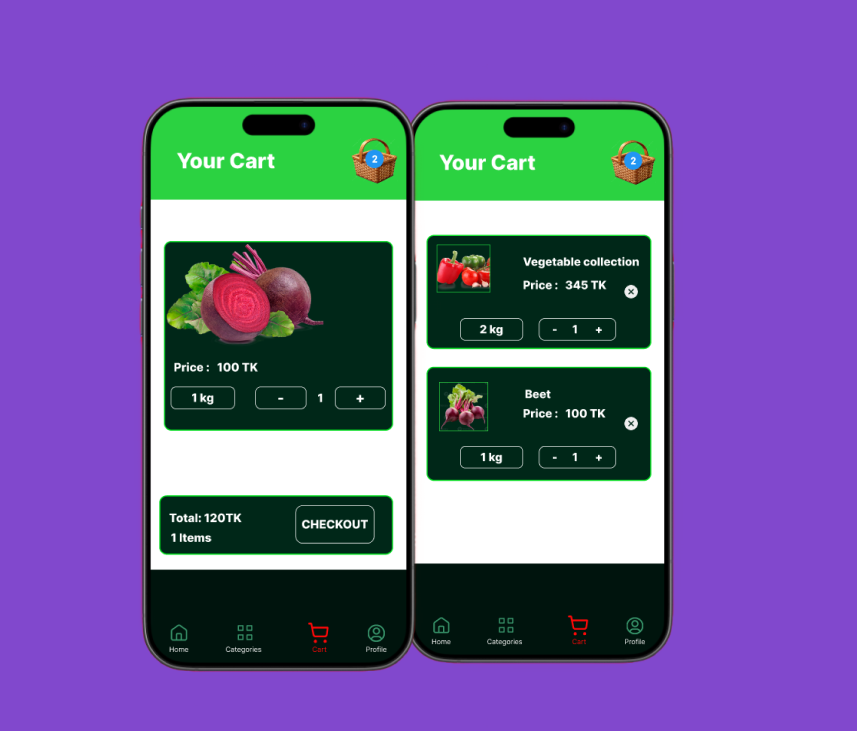 Your Cart
2
Price : 100 TK
1 kg
- 1 +
Total: 120TK
1 Items
CHECKOUT
Home
Categories
Cart
Profile
Your Cart
2
Vegetable collection
Price : 345 TK
2 kg
- 1 +
Beet
Price : 100 TK
1 kg
- 1 +
Home
Categories
Cart
Profile